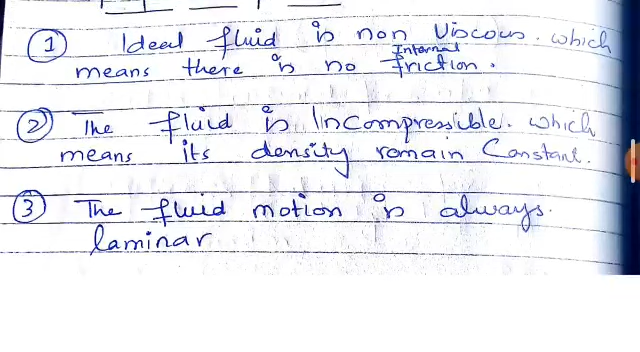 ① Ideal fluid is non Viscous. which
means there is no Internal friction.
② The fluid is Incompressible. which
means its density remain Constant.
③ The fluid motion is always.
laminar